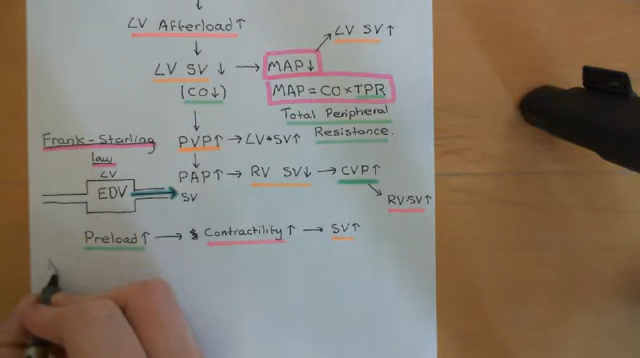 LV Afterload ↑
LV SV ↑
LV SV ↓ → MAP ↓
(CO↓)
MAP = CO × TPR
Total Peripheral
Resistance.
Frank-Starling
law
PVP↑ → LV SV↑
PAP↑ → RV SV↓ → CVP↑
LV
EDV
SV
RV SV↑
Preload ↑ → Contractility ↑ → SV ↑